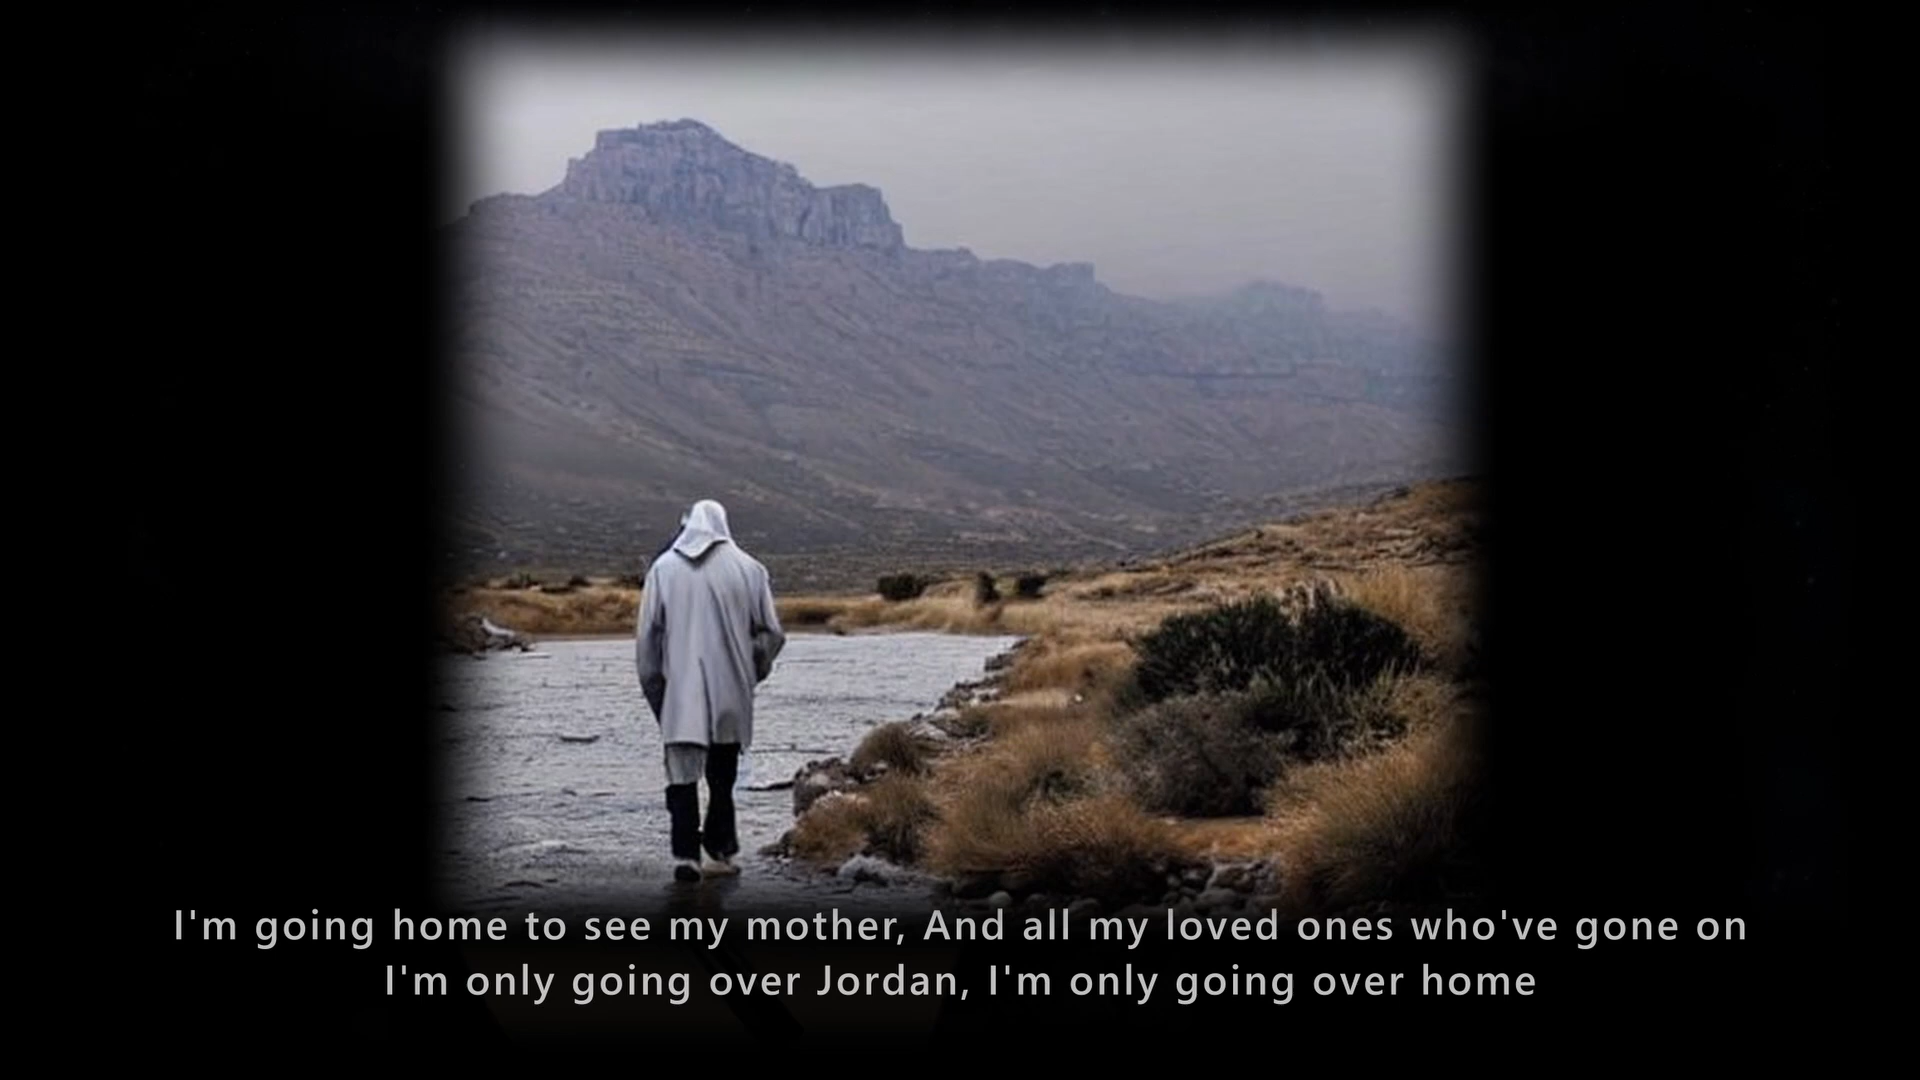 I'm going home to see my mother, And all my loved ones who've gone on
I'm only going over Jordan, I'm only going over home